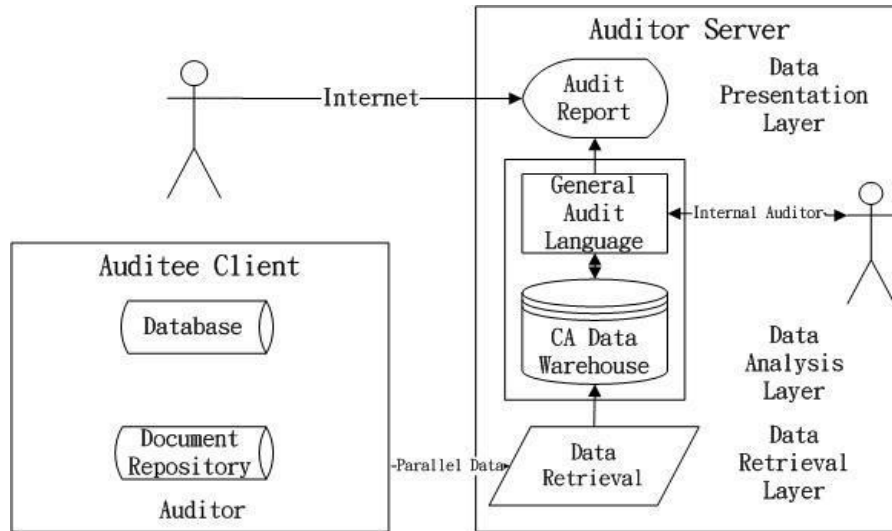 Auditor Server
Internet
Audit
Report
Data
Presentation
Layer
General
Audit
Language
Internal Auditor
Auditee Client
Database
CA Data
Warehouse
Data
Analysis
Layer
Document
Repository
Auditor
Parallel Data
Data
Retrieval
Data
Retrieval
Layer